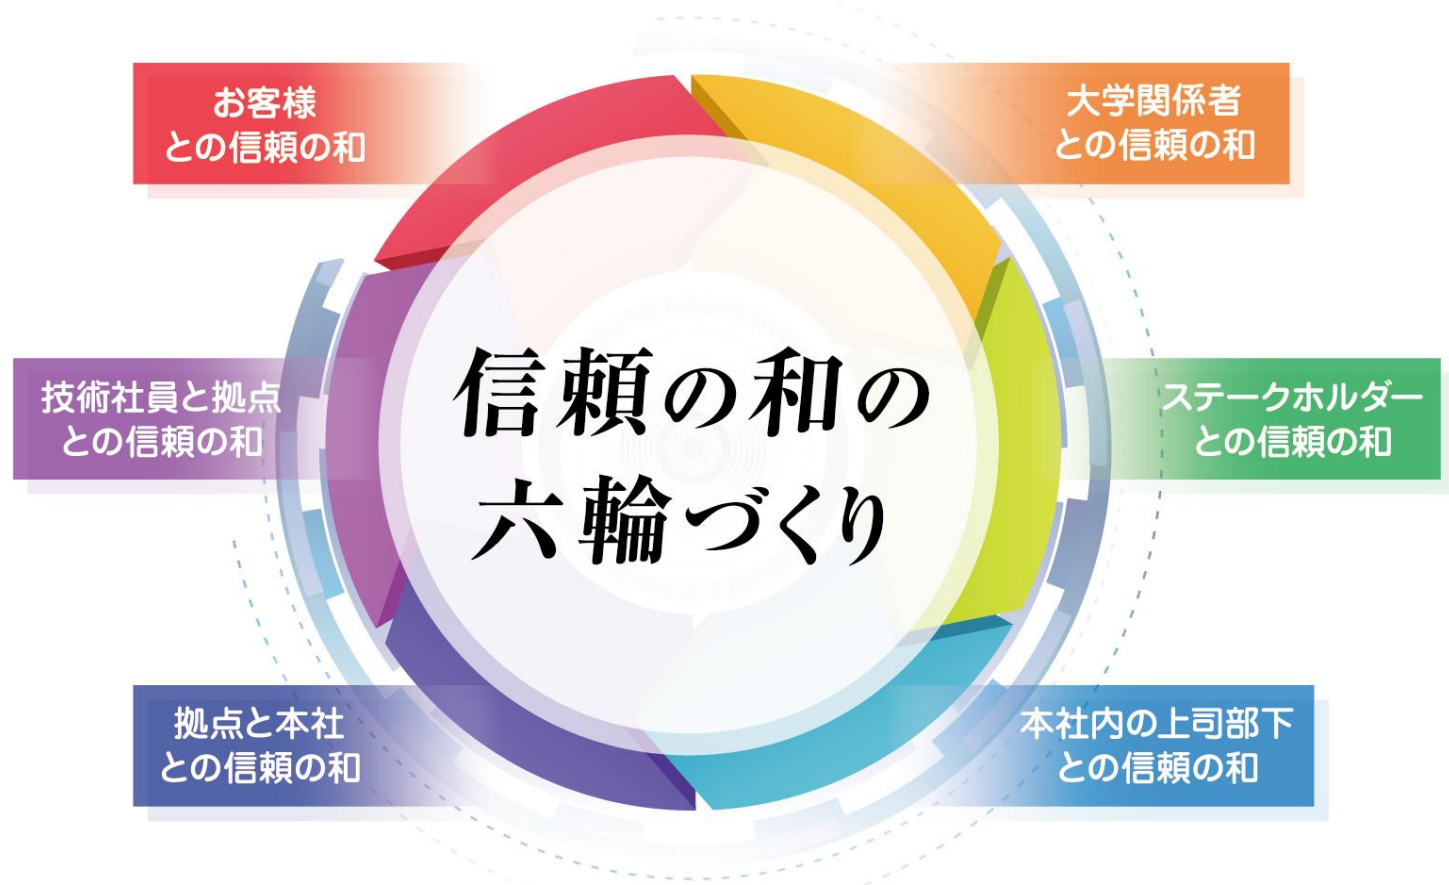 お客様
との信頼の和
大学関係者
との信頼の和
技術社員と拠点
との信頼の和
信頼の和の
六輪づくり
ステークホルダー
との信頼の和
拠点と本社
との信頼の和
本社内の上司部下
との信頼の和